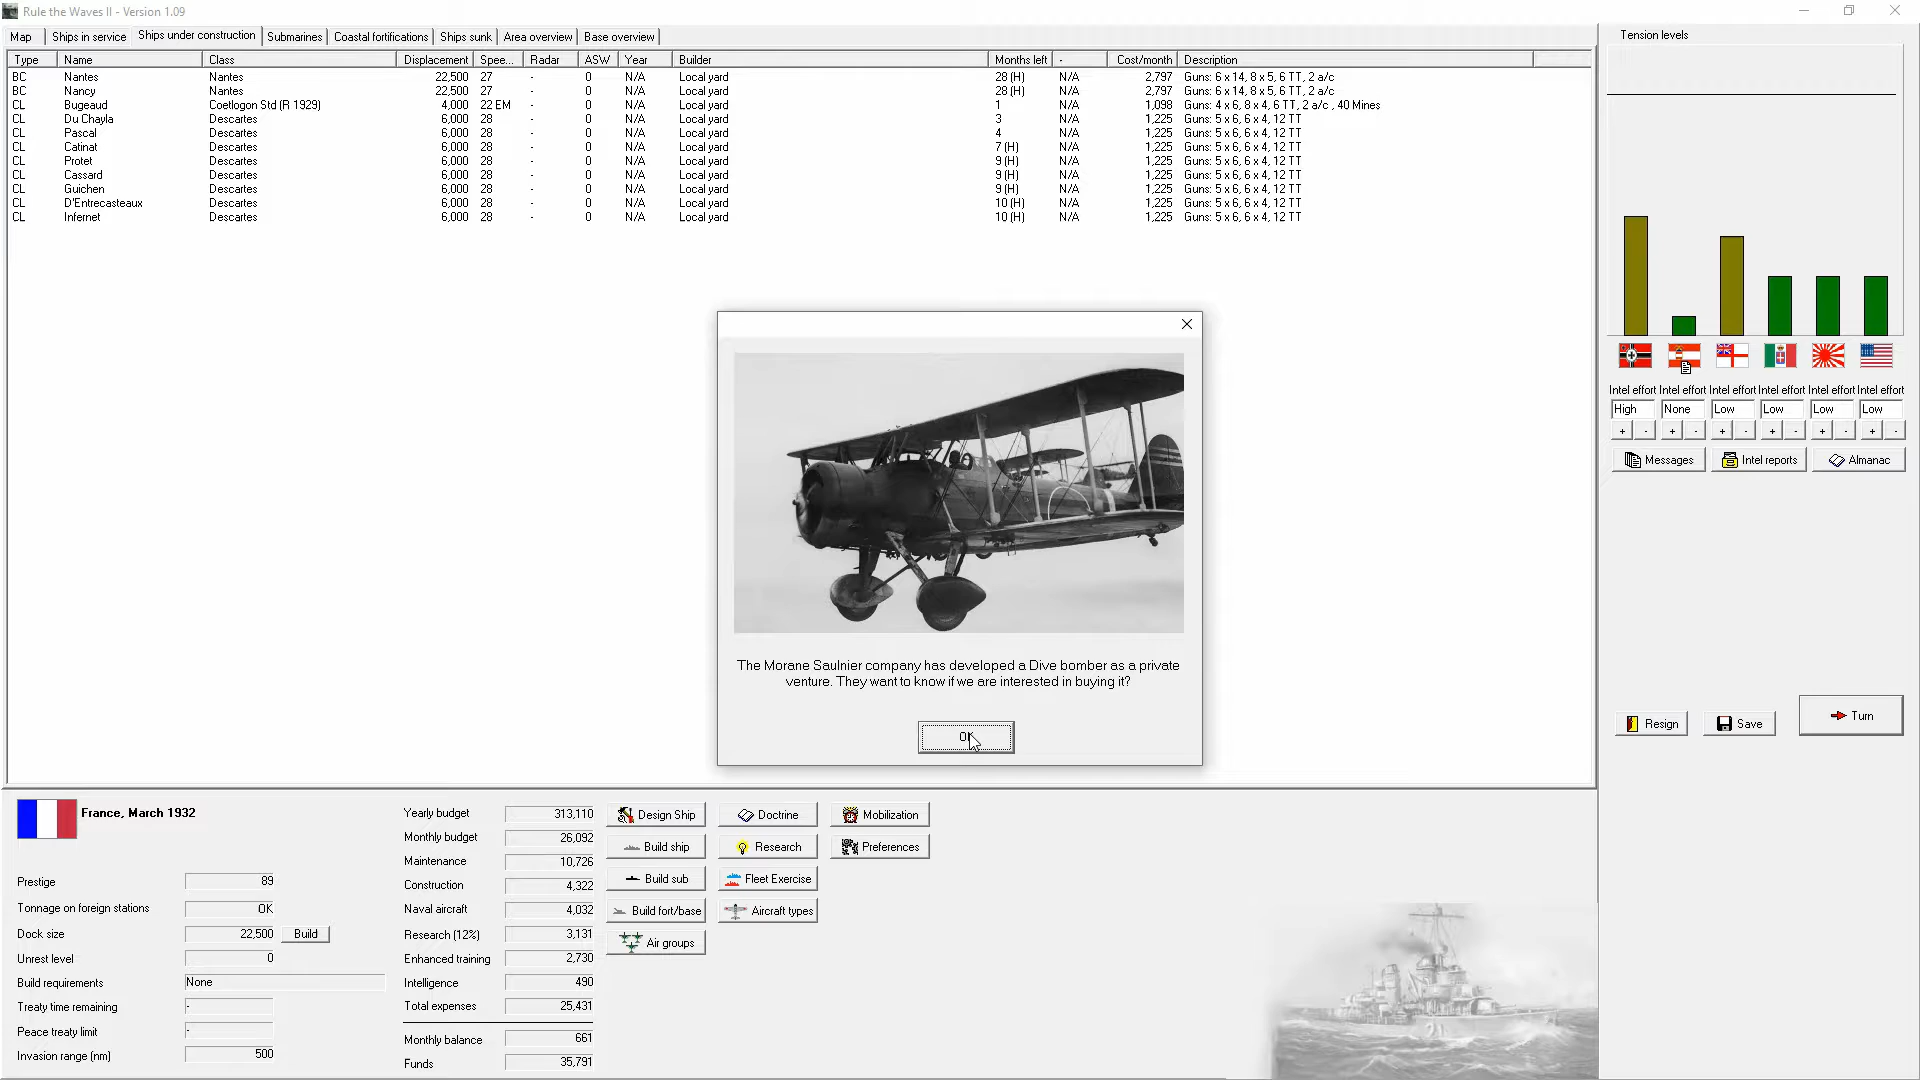 Rule the Waves II - Version 1.09
Map Ships in service Ships under construction Submarines Coastal fortifications Ships sunk Area overview Base overview
Type Name Class Displacement Spee... Radar ASW Year Builder Months left - Cost/month Description
BC Nantes Nantes 22,500 27 - 0 N/A Local yard 28 (H) N/A 2,797 Guns: 6 x 14, 8 x 5, 6 TT, 2 a/c
BC Nancy Nantes 22,500 27 - 0 N/A Local yard 28 (H) N/A 2,797 Guns: 6 x 14, 8 x 5, 6 TT, 2 a/c
CL Bugeaud Coetlogon Std (R 1929) 4,000 22 EM - 0 N/A Local yard 1 N/A 1,098 Guns: 4 x 6, 8 x 4, 6 TT, 2 a/c , 40 Mines
CL Du Chayla Descartes 6,000 28 - 0 N/A Local yard 3 N/A 1,225 Guns: 5 x 6, 6 x 4, 12 TT
CL Pascal Descartes 6,000 28 - 0 N/A Local yard 4 N/A 1,225 Guns: 5 x 6, 6 x 4, 12 TT
CL Catinat Descartes 6,000 28 - 0 N/A Local yard 7 (H) N/A 1,225 Guns: 5 x 6, 6 x 4, 12 TT
CL Protet Descartes 6,000 28 - 0 N/A Local yard 9 (H) N/A 1,225 Guns: 5 x 6, 6 x 4, 12 TT
CL Cassard Descartes 6,000 28 - 0 N/A Local yard 9 (H) N/A 1,225 Guns: 5 x 6, 6 x 4, 12 TT
CL Guichen Descartes 6,000 28 - 0 N/A Local yard 9 (H) N/A 1,225 Guns: 5 x 6, 6 x 4, 12 TT
CL D'Entrecasteaux Descartes 6,000 28 - 0 N/A Local yard 10 (H) N/A 1,225 Guns: 5 x 6, 6 x 4, 12 TT
CL Infernet Descartes 6,000 28 - 0 N/A Local yard 10 (H) N/A 1,225 Guns: 5 x 6, 6 x 4, 12 TT
The Morane Saulnier company has developed a Dive bomber as a private
venture. They want to know if we are interested in buying it?
OK
Tension levels
Intel effort Intel effort Intel effort Intel effort Intel effort Intel effort
High None Low Low Low Low
+ - + - + - + - + - + -
Messages Intel reports Almanac
Resign Save Turn
France, March 1932
Prestige 89
Tonnage on foreign stations OK
Dock size 22,500 Build
Unrest level 0
Build requirements None
Treaty time remaining -
Peace treaty limit -
Invasion range (nm) 500
Yearly budget 313,110
Monthly budget 26,092
Maintenance 10,726
Construction 4,322
Naval aircraft 4,032
Research (12%) 3,131
Enhanced training 2,730
Intelligence 490
Total expenses 25,431
Monthly balance 661
Funds 35,791
Design Ship Doctrine Mobilization
Build ship Research Preferences
Build sub Fleet Exercise
Build fort/base Aircraft types
Air groups